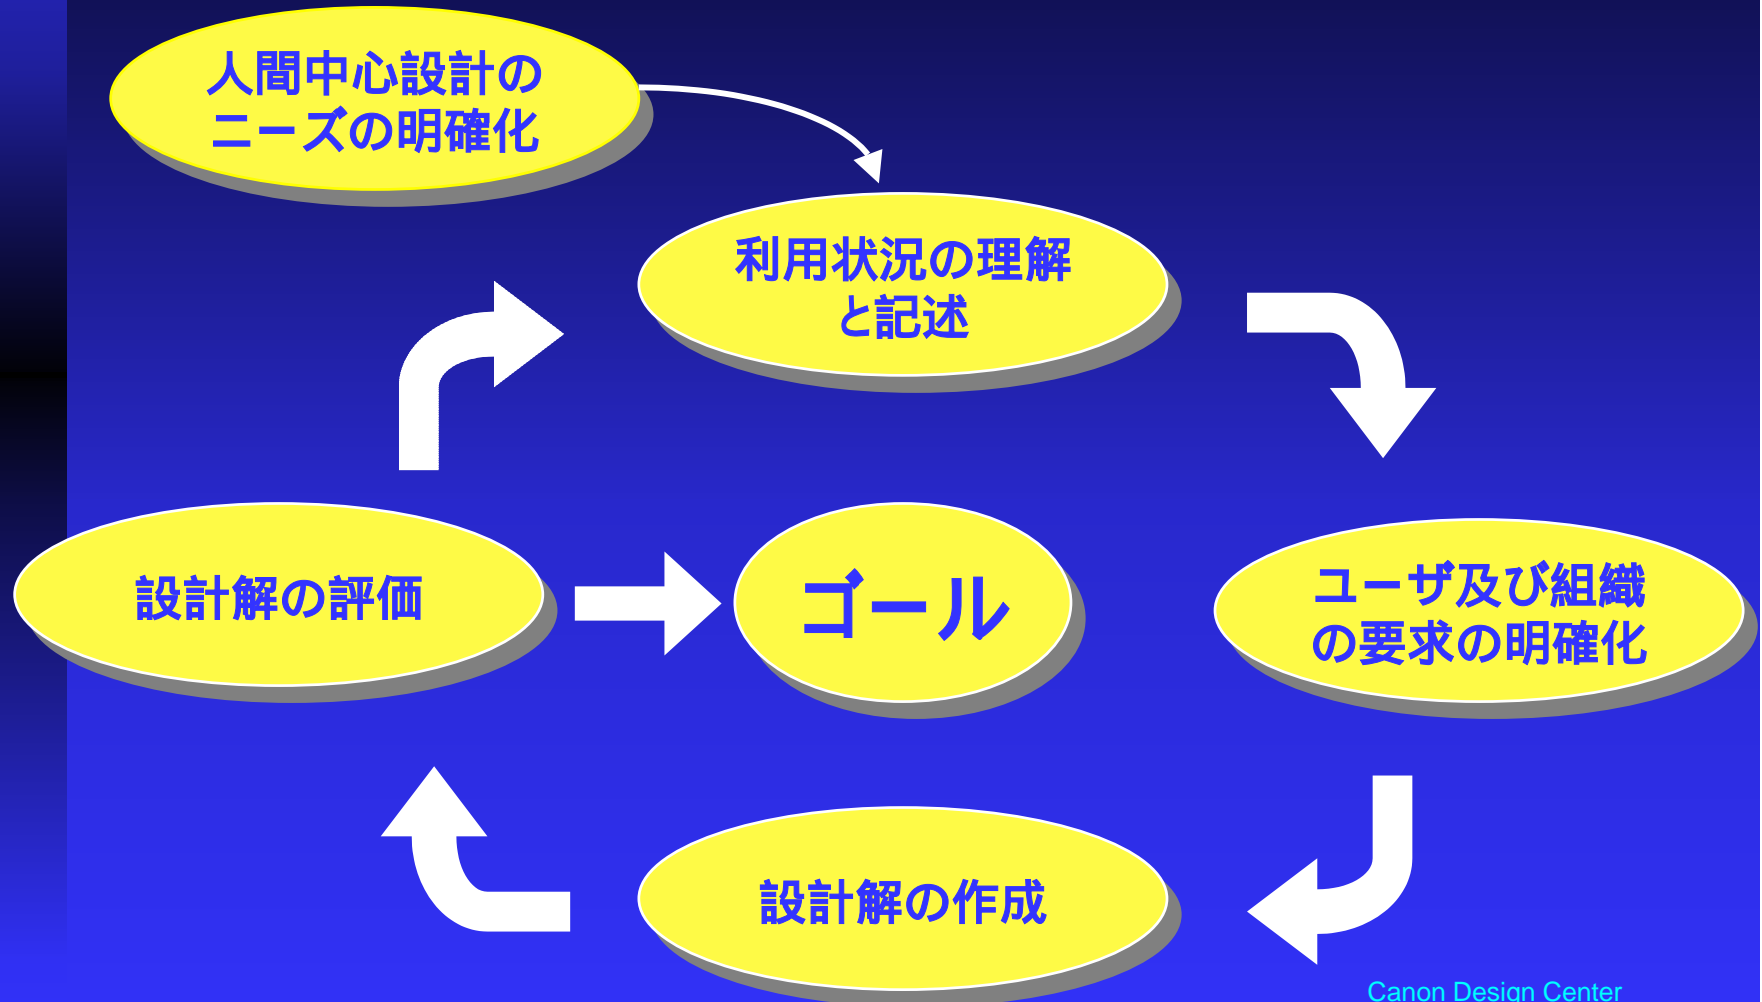 人間中心設計の
ニーズの明確化
利用状況の理解
と記述
設計解の評価
ゴール
ユーザ及び組織
の要求の明確化
設計解の作成
Canon Design Center